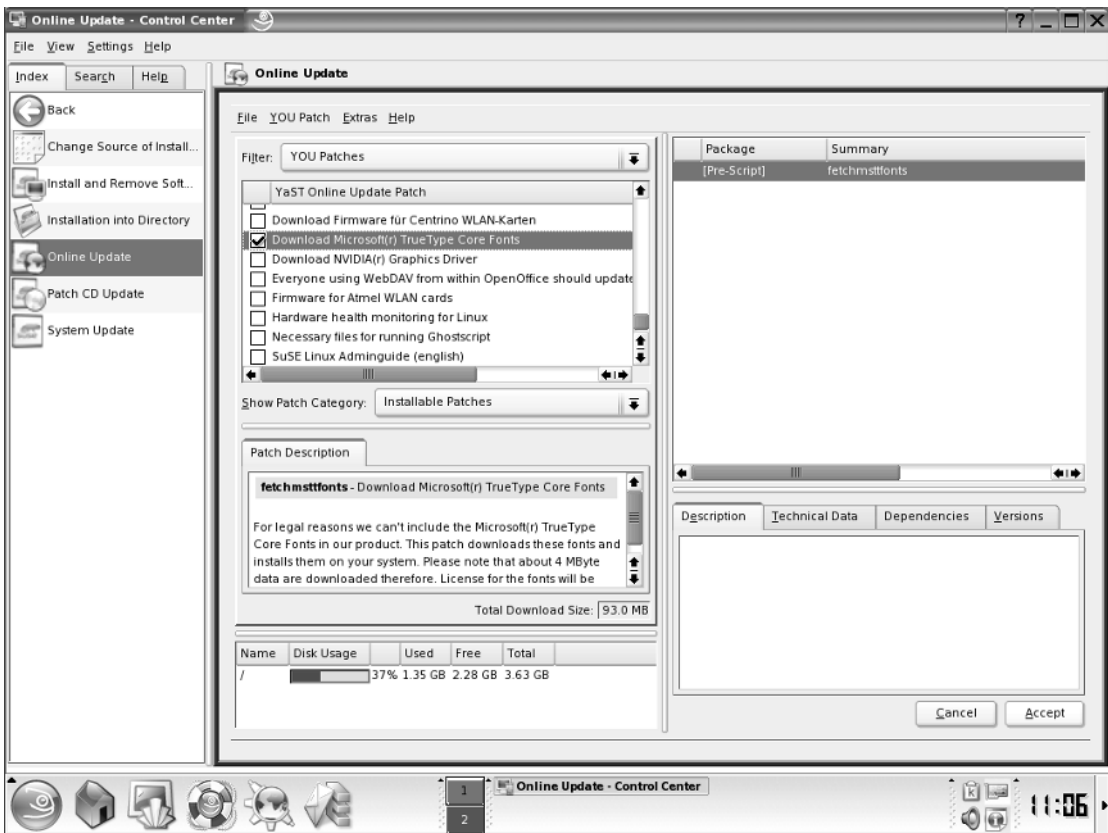 Online Update - Control Center
File View Settings Help
Index Search Help
Back
Change Source of Install...
Install and Remove Soft...
Installation into Directory
Online Update
Patch CD Update
System Update
Online Update
File YOU Patch Extras Help
Filter: YOU Patches
YaST Online Update Patch
Download Firmware für Centrino WLAN-Karten
Download Microsoft(r) TrueType Core Fonts
Download NVIDIA(r) Graphics Driver
Everyone using WebDAV from within OpenOffice should update
Firmware for Atmel WLAN cards
Hardware health monitoring for Linux
Necessary files for running Ghostscript
SuSE Linux Adminguide (english)
Show Patch Category: Installable Patches
Patch Description
fetchmsttfonts - Download Microsoft(r) TrueType Core Fonts
For legal reasons we can't include the Microsoft(r) TrueType
Core Fonts in our product. This patch downloads these fonts and
installs them on your system. Please note that about 4 MByte
data are downloaded therefore. License for the fonts will be
Total Download Size: 93.0 MB
Name Disk Usage Used Free Total
/ 37% 1.35 GB 2.28 GB 3.63 GB
Package Summary
[Pre-Script] fetchmsttfonts
Description Technical Data Dependencies Versions
Cancel Accept
1
2
Online Update - Control Center
11:06